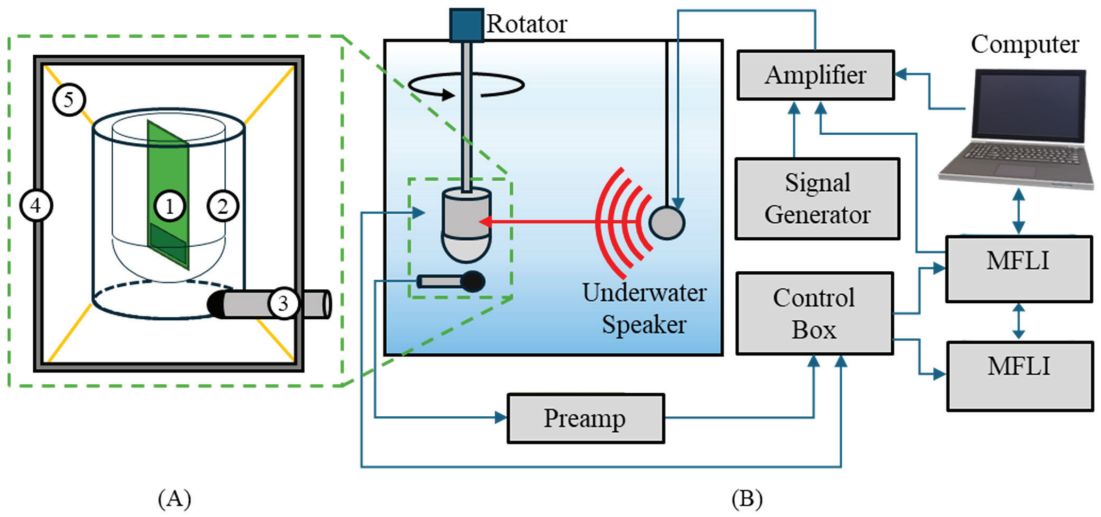 Rotator
Computer
5
Amplifier
1
2
4
Signal
Generator
MFLI
3
Underwater
Speaker
Control
Box
MFLI
Preamp
(A)
(B)